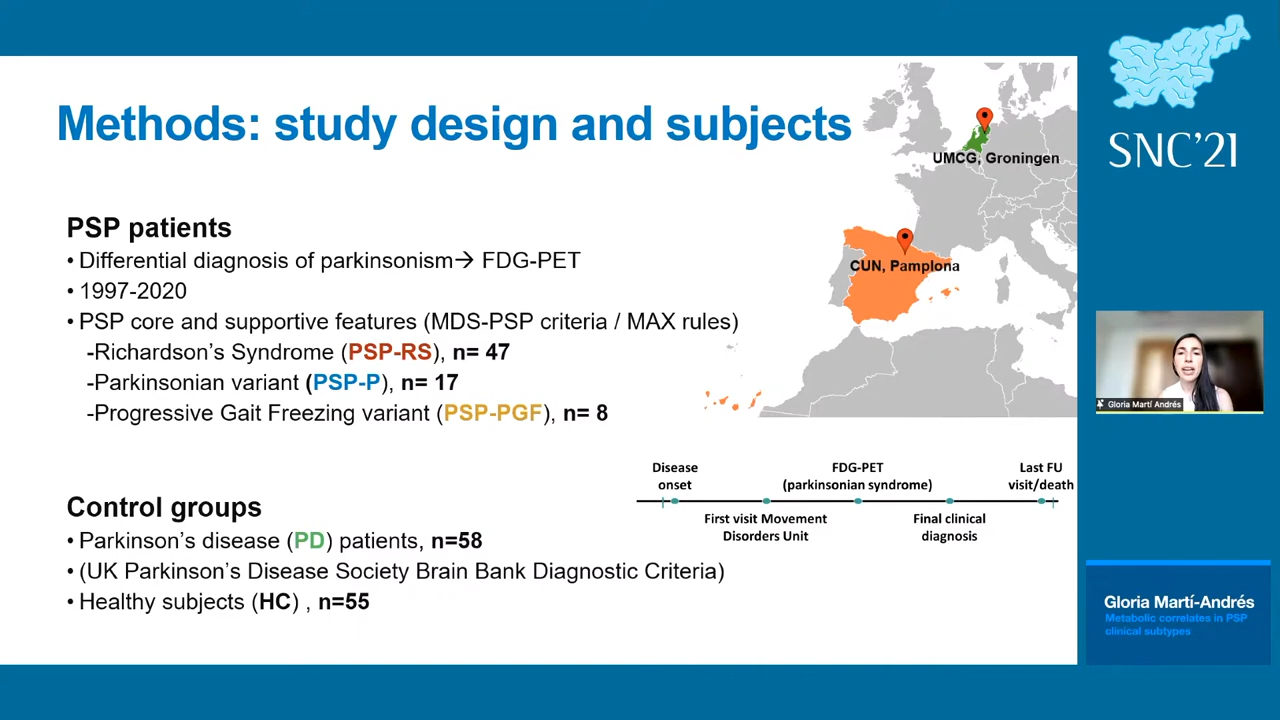 Methods: study design and subjects
UMCG, Groningen
CUN, Pamplona
PSP patients
• Differential diagnosis of parkinsonism→ FDG-PET
• 1997-2020
• PSP core and supportive features (MDS-PSP criteria / MAX rules)
-Richardson's Syndrome (PSP-RS), n= 47
-Parkinsonian variant (PSP-P), n= 17
-Progressive Gait Freezing variant (PSP-PGF), n= 8
Disease
onset
First visit Movement
Disorders Unit
FDG-PET
(parkinsonian syndrome)
Final clinical
diagnosis
Last FU
visit/death
Control groups
• Parkinson's disease (PD) patients, n=58
• (UK Parkinson's Disease Society Brain Bank Diagnostic Criteria)
• Healthy subjects (HC) , n=55
SNC'21
Gloria Martí Andrés
Gloria Martí-Andrés
Metabolic correlates in PSP
clinical subtypes